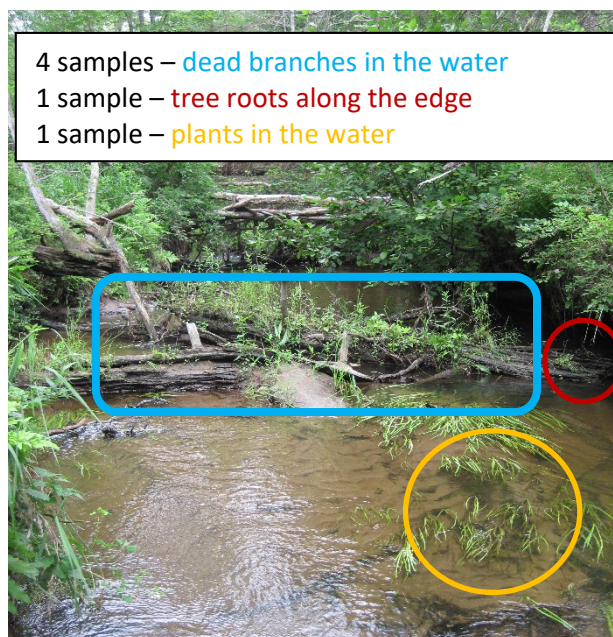 4 samples – dead branches in the water
1 sample – tree roots along the edge
1 sample – plants in the water